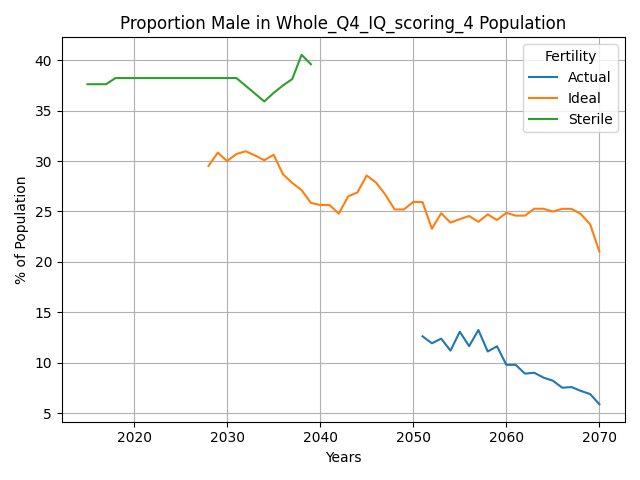 Proportion Male in Whole_Q4_IQ_scoring_4 Population
% of Population
40
35
30
25
20
15
10
5
Fertility
Actual
Ideal
Sterile
2020 2030 2040 2050 2060 2070
Years